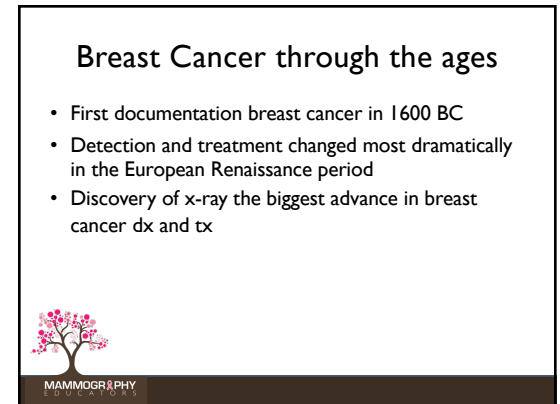 Breast Cancer through the ages
• First documentation breast cancer in 1600 BC
• Detection and treatment changed most dramatically
in the European Renaissance period
• Discovery of x-ray the biggest advance in breast
cancer dx and tx
MAMMOGRAPHY
EDUCATORS